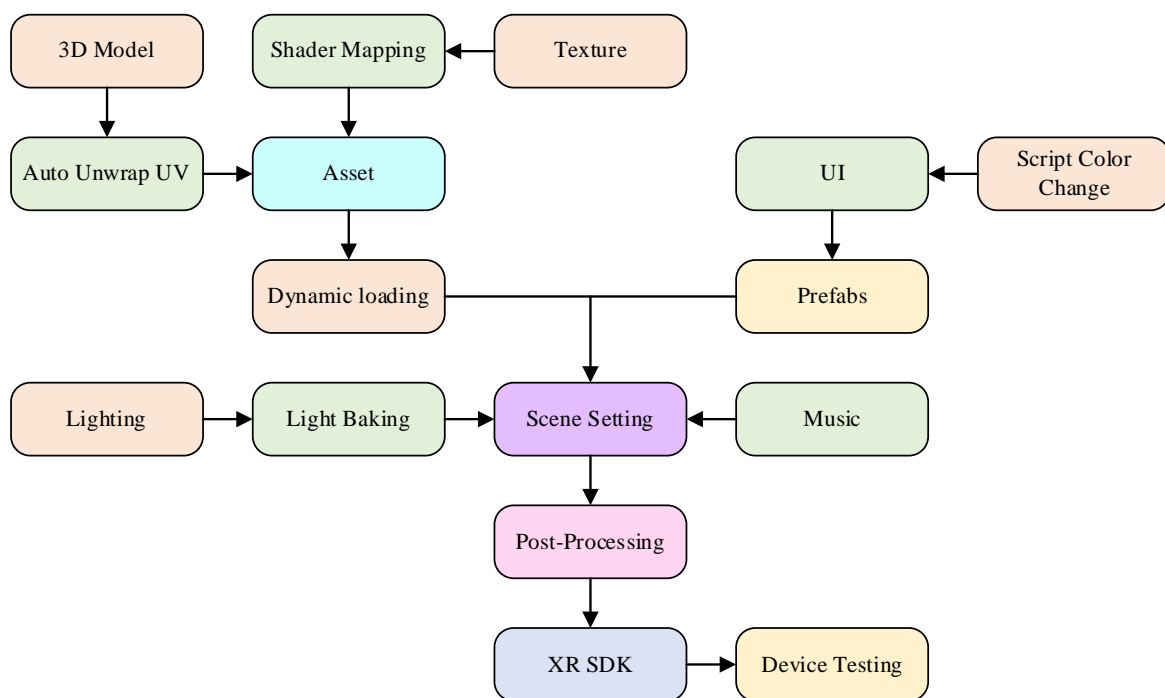 3D Model
Shader Mapping
Texture
Auto Unwrap UV
Asset
UI
Script Color
Change
Dynamic loading
Prefabs
Lighting
Light Baking
Scene Setting
Music
Post-Processing
XR SDK
Device Testing